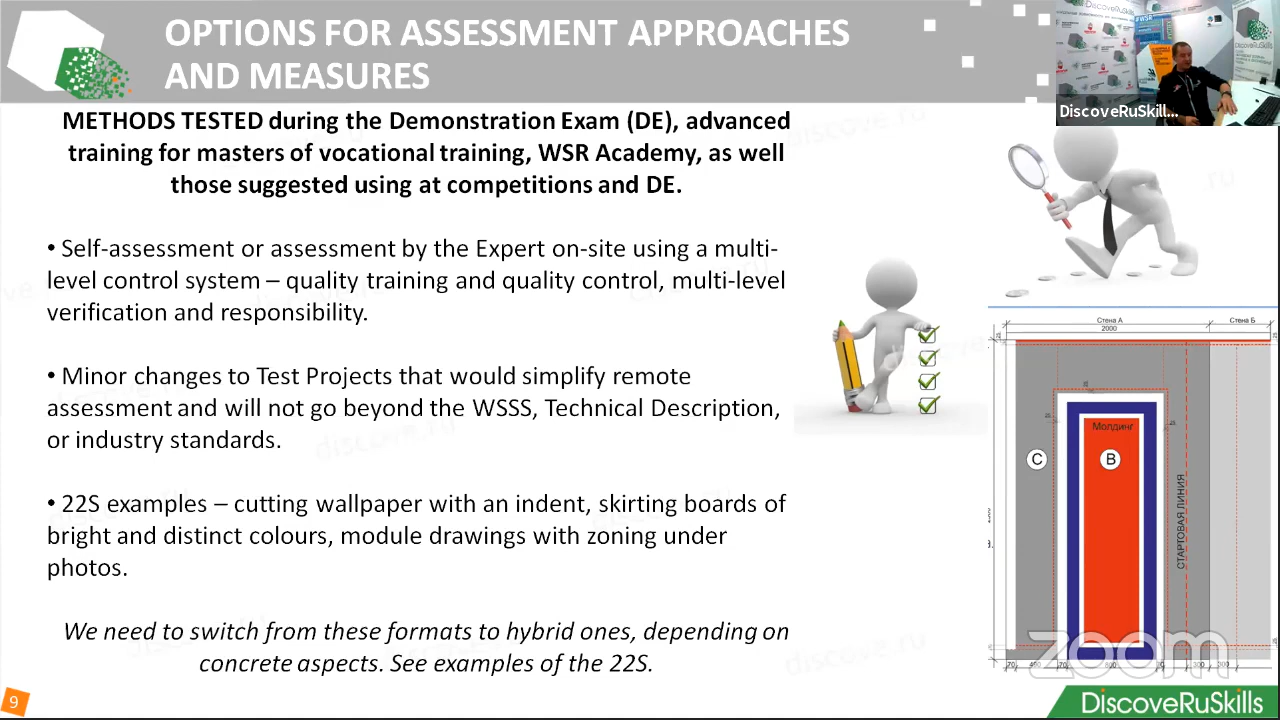 OPTIONS FOR ASSESSMENT APPROACHES
AND MEASURES
DiscoveRuSkill...
METHODS TESTED during the Demonstration Exam (DE), advanced
training for masters of vocational training, WSR Academy, as well
those suggested using at competitions and DE.
• Self-assessment or assessment by the Expert on-site using a multi-
level control system – quality training and quality control, multi-level
verification and responsibility.
• Minor changes to Test Projects that would simplify remote
assessment and will not go beyond the WSSS, Technical Description,
or industry standards.
• 22S examples – cutting wallpaper with an indent, skirting boards of
bright and distinct colours, module drawings with zoning under
photos.
We need to switch from these formats to hybrid ones, depending on
concrete aspects. See examples of the 22S.
Стена А
Стена Б
2000
Молдинг
C
B
СТАРТОВАЯ ЛИНИЯ
zoom
9
DiscoveRuSkills